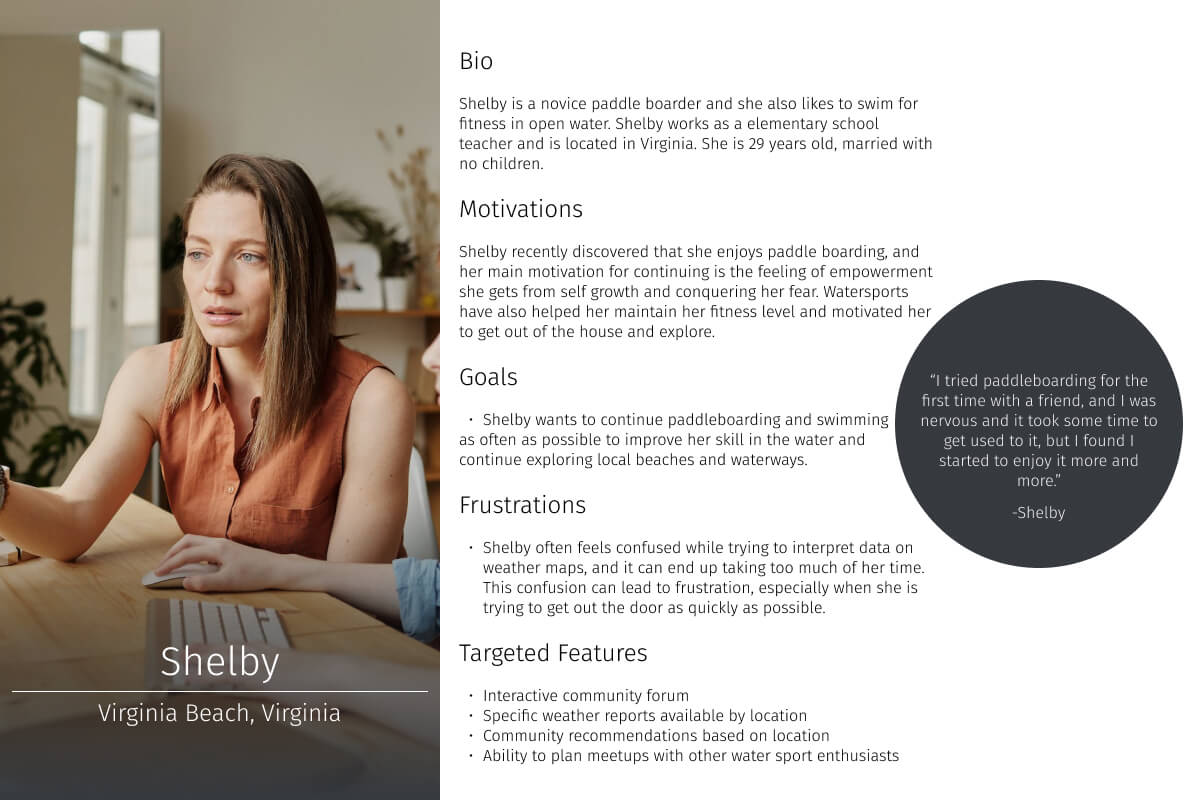 Shelby
Virginia Beach, Virginia
Bio
Shelby is a novice paddle boarder and she also likes to swim for
fitness in open water. Shelby works as a elementary school
teacher and is located in Virginia. She is 29 years old, married with
no children.
Motivations
Shelby recently discovered that she enjoys paddle boarding, and
her main motivation for continuing is the feeling of empowerment
she gets from self growth and conquering her fear. Watersports
have also helped her maintain her fitness level and motivated her
to get out of the house and explore.
Goals
• Shelby wants to continue paddleboarding and swimming
as often as possible to improve her skill in the water and
continue exploring local beaches and waterways.
Frustrations
• Shelby often feels confused while trying to interpret data on
weather maps, and it can end up taking too much of her time.
This confusion can lead to frustration, especially when she is
trying to get out the door as quickly as possible.
Targeted Features
• Interactive community forum
• Specific weather reports available by location
• Community recommendations based on location
• Ability to plan meetups with other water sport enthusiasts
“I tried paddleboarding for the
first time with a friend, and I was
nervous and it took some time to
get used to it, but I found I
started to enjoy it more and
more.”
-Shelby